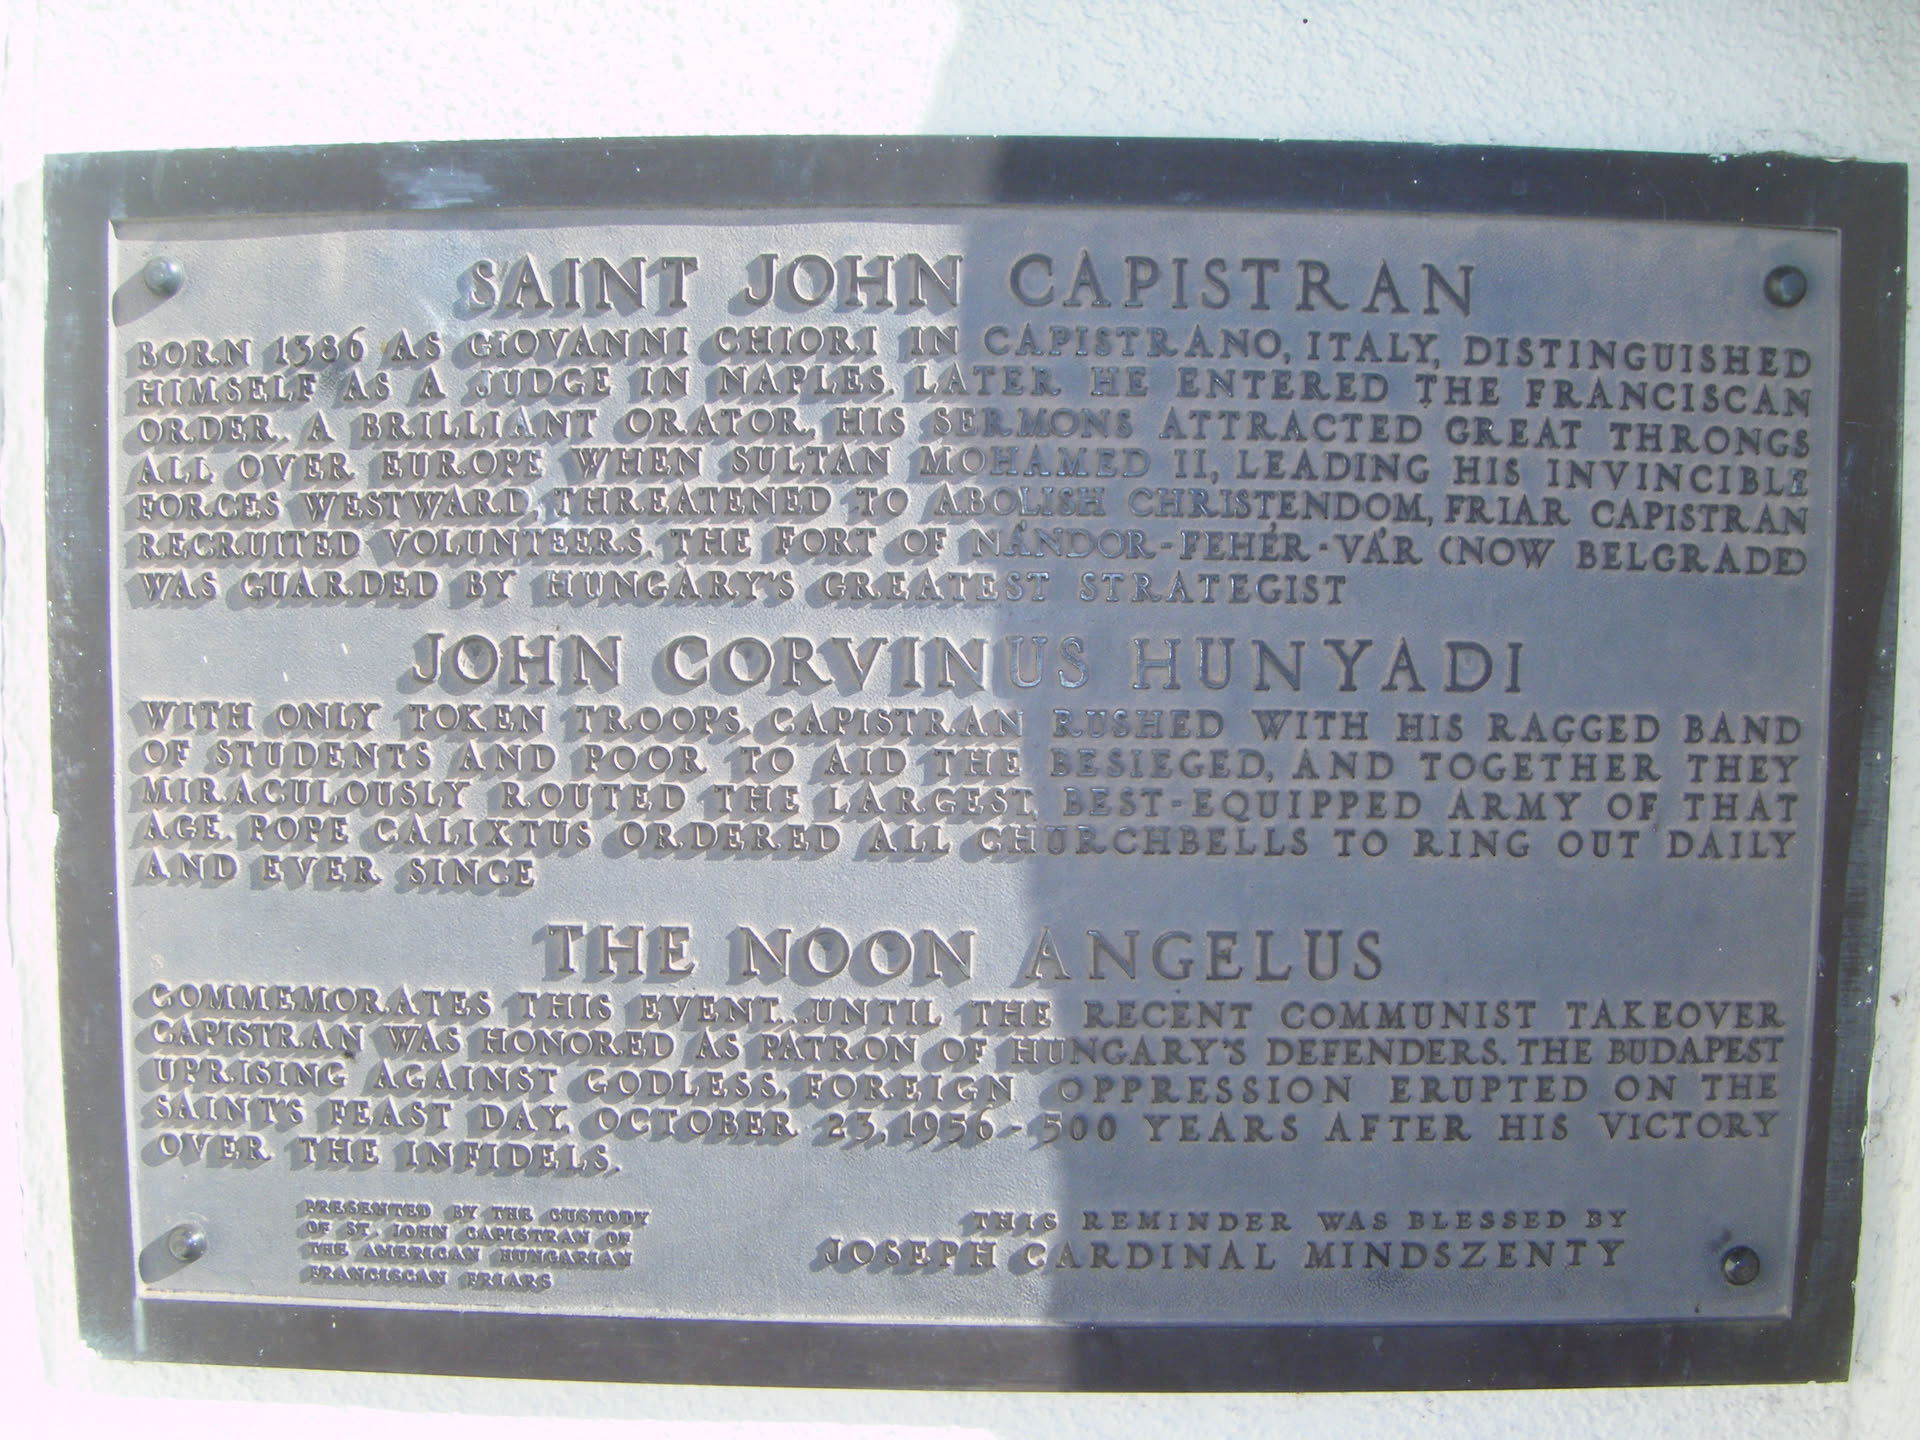 SAINT JOHN CAPISTRAN
BORN 1386 AS GIOVANNI CHIORI IN CAPISTRANO, ITALY, DISTINGUISHED
HIMSELF AS A JUDGE IN NAPLES. LATER HE ENTERED THE FRANCISCAN
ORDER. A BRILLIANT ORATOR, HIS SERMONS ATTRACTED GREAT THRONGS
ALL OVER EUROPE. WHEN SULTAN MOHAMED II, LEADING HIS INVINCIBLE
FORCES WESTWARD, THREATENED TO ABOLISH CHRISTENDOM, FRIAR CAPISTRAN
RECRUITED VOLUNTEERS. THE FORT OF NÁNDOR-FEHÉR-VÁR (NOW BELGRADE)
WAS GUARDED BY HUNGARY'S GREATEST STRATEGIST
JOHN CORVINUS HUNYADI
WITH ONLY TOKEN TROOPS. CAPISTRAN RUSHED WITH HIS RAGGED BAND
OF STUDENTS AND POOR TO AID THE BESIEGED, AND TOGETHER THEY
MIRACULOUSLY ROUTED THE LARGEST, BEST-EQUIPPED ARMY OF THAT
AGE. POPE CALIXTUS ORDERED ALL CHURCHBELLS TO RING OUT DAILY
AND EVER SINCE
THE NOON ANGELUS
COMMEMORATES THIS EVENT...UNTIL THE RECENT COMMUNIST TAKEOVER
CAPISTRAN WAS HONORED AS PATRON OF HUNGARY'S DEFENDERS. THE BUDAPEST
UPRISING AGAINST GODLESS, FOREIGN OPPRESSION ERUPTED ON THE
SAINT'S FEAST DAY, OCTOBER 23, 1956 - 500 YEARS AFTER HIS VICTORY
OVER THE INFIDELS.
PRESENTED BY THE CUSTODY
OF ST. JOHN CAPISTRAN OF
THE AMERICAN HUNGARIAN
FRANCISCAN FRIARS
THIS REMINDER WAS BLESSED BY
JOSEPH CARDINAL MINDSZENTY